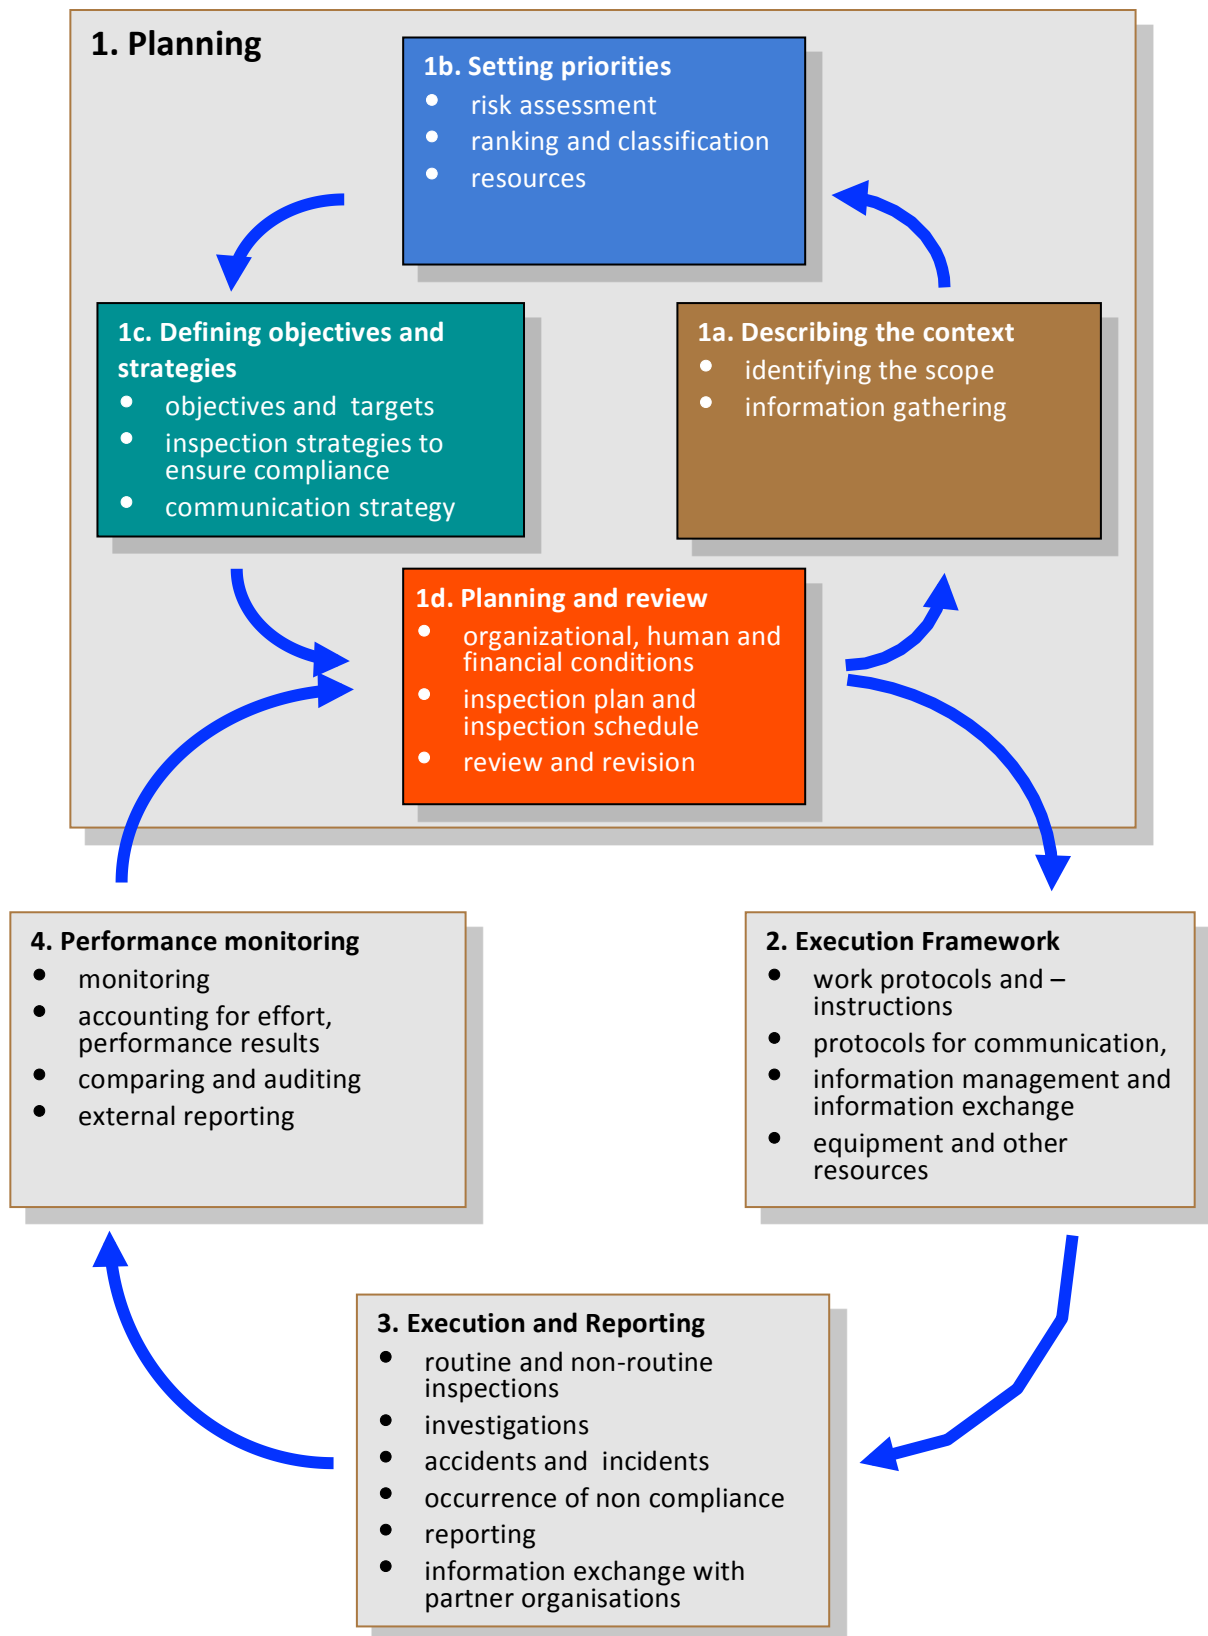 1. Planning
1b. Setting priorities
• risk assessment
• ranking and classification
• resources
1c. Defining objectives and
strategies
• objectives and  targets
• inspection strategies to
ensure compliance
• communication strategy
1a. Describing the context
• identifying the scope
• information gathering
1d. Planning and review
• organizational, human and
financial conditions
• inspection plan and
inspection schedule
• review and revision
4. Performance monitoring
• monitoring
• accounting for effort,
performance results
• comparing and auditing
• external reporting
2. Execution Framework
• work protocols and –
instructions
• protocols for communication,
• information management and
information exchange
• equipment and other
resources
3. Execution and Reporting
• routine and non-routine
inspections
• investigations
• accidents and  incidents
• occurrence of non compliance
• reporting
• information exchange with
partner organisations